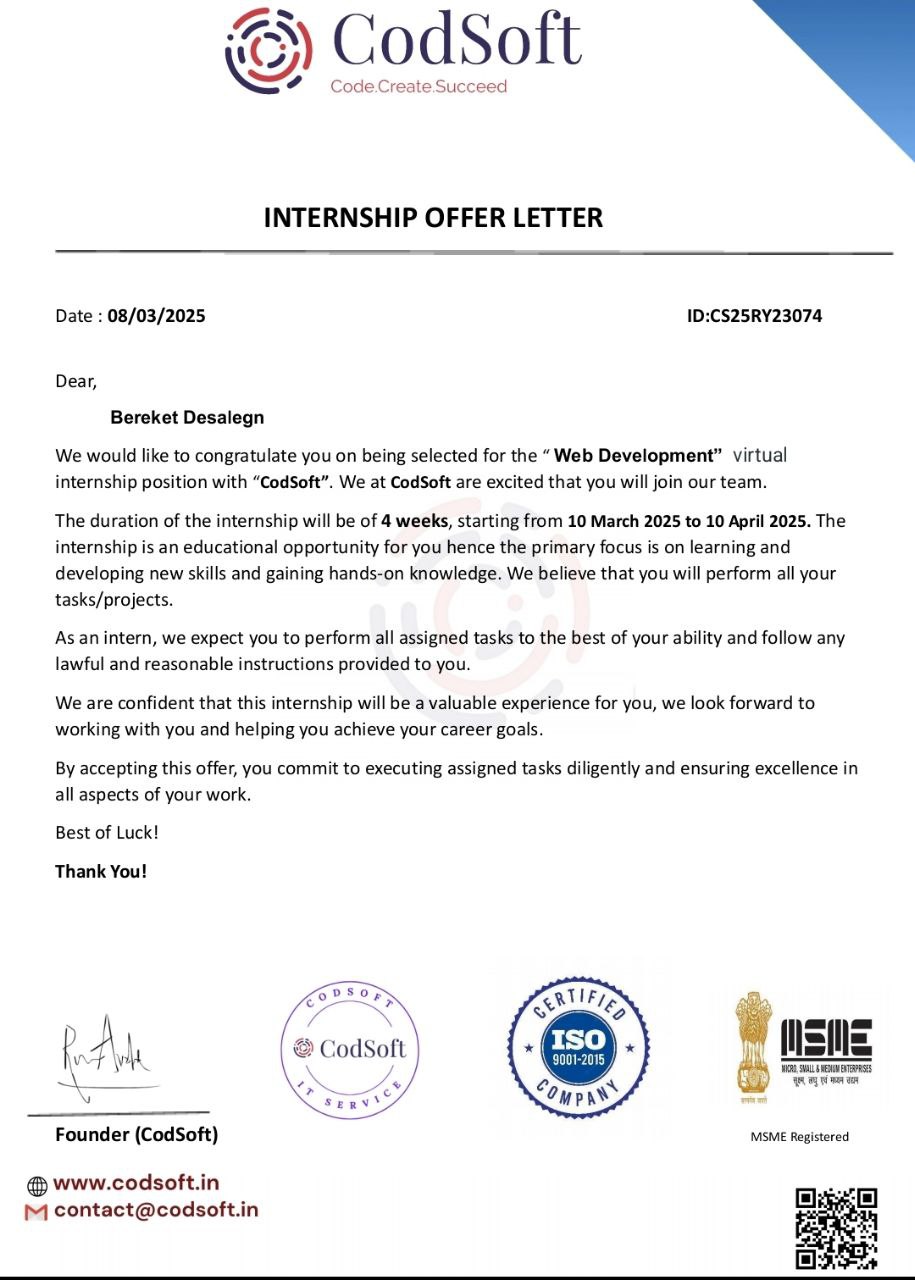 CodSoft
Code.Create.Succeed
INTERNSHIP OFFER LETTER
Date : 08/03/2025 ID:CS25RY23074
Dear,
Bereket Desalegn
We would like to congratulate you on being selected for the “ Web Development” virtual
internship position with “CodSoft”. We at CodSoft are excited that you will join our team.
The duration of the internship will be of 4 weeks, starting from 10 March 2025 to 10 April 2025. The
internship is an educational opportunity for you hence the primary focus is on learning and
developing new skills and gaining hands-on knowledge. We believe that you will perform all your
tasks/projects.
As an intern, we expect you to perform all assigned tasks to the best of your ability and follow any
lawful and reasonable instructions provided to you.
We are confident that this internship will be a valuable experience for you, we look forward to
working with you and helping you achieve your career goals.
By accepting this offer, you commit to executing assigned tasks diligently and ensuring excellence in
all aspects of your work.
Best of Luck!
Thank You!
CODSOFT
CodSoft
IT SERVICE
CERTIFIED
ISO
9001-2015
COMPANY
MSME
MICRO, SMALL & MEDIUM ENTERPRISES
सूक्ष्म, लघु एवं मध्यम उद्यम
सत्यमेव जयते
Founder (CodSoft)
MSME Registered
www.codsoft.in
contact@codsoft.in